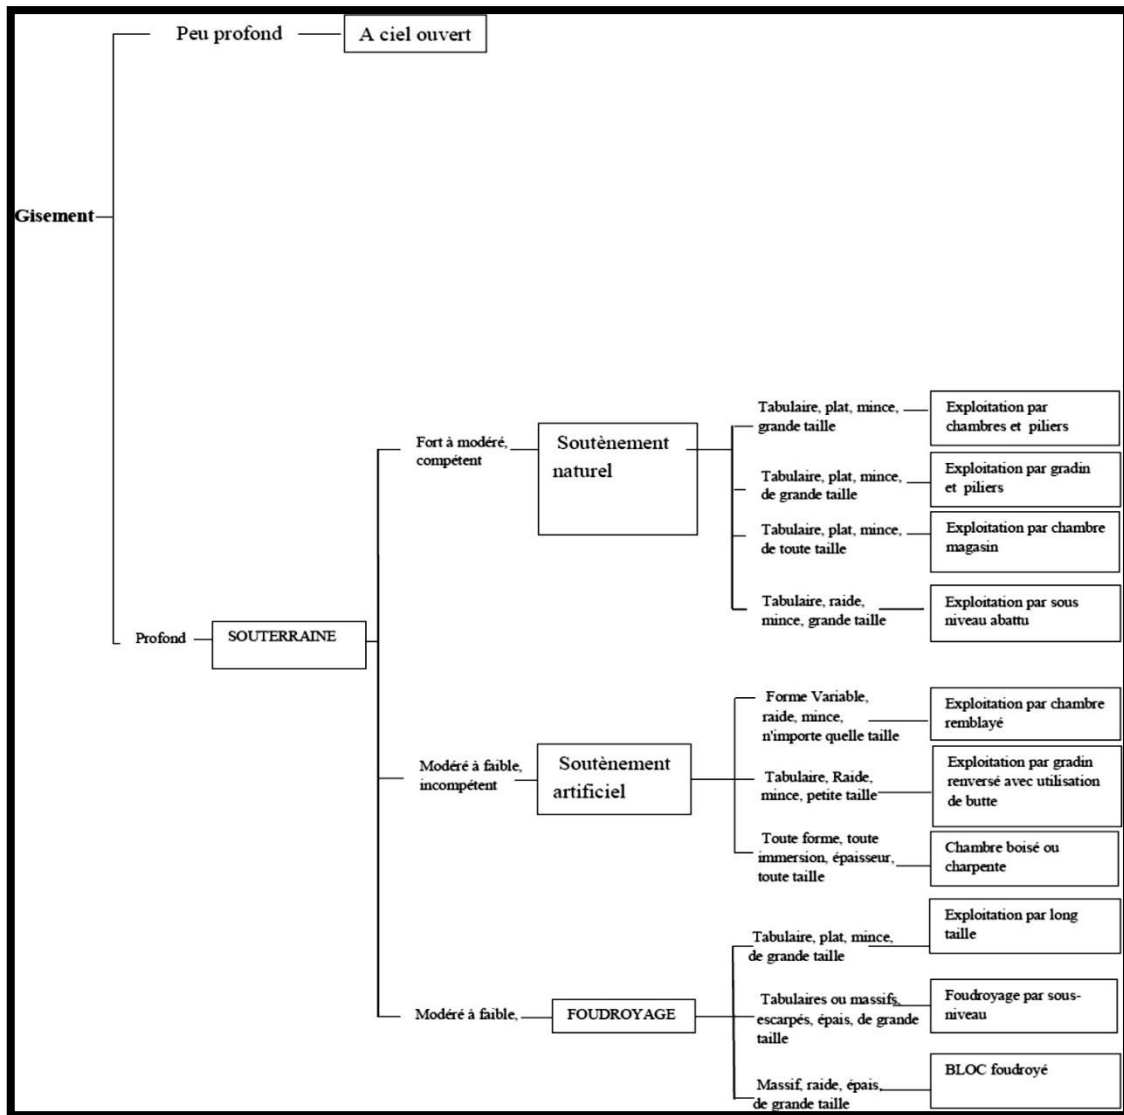 Peu profond
A ciel ouvert
Gisement
Profond
SOUTERRAINE
Fort à modéré,
compétent
Soutènement
naturel
Tabulaire, plat, mince,
grande taille
Exploitation par
chambres et piliers
Tabulaire, plat, mince,
de grande taille
Exploitation par gradin
et piliers
Tabulaire, plat, mince,
de toute taille
Exploitation par chambre
magasin
Tabulaire, raide,
mince, grande taille
Exploitation par sous
niveau abattu
Modéré à faible,
incompétent
Soutènement
artificiel
Forme Variable,
raide, mince,
n'importe quelle taille
Exploitation par chambre
remblayé
Tabulaire, Raide,
mince, petite taille
Exploitation par gradin
renversé avec utilisation
de butte
Toute forme, toute
immersion, épaisseur,
toute taille
Chambre boisé ou
charpente
Modéré à faible,
FOUDROYAGE
Tabulaire, plat, mince,
de grande taille
Exploitation par long
taille
Tabulaires ou massifs,
escarpés, épais, de grande
taille
Foudroyage par sous-
niveau
Massif, raide, épais,
de grande taille
BLOC foudroyé